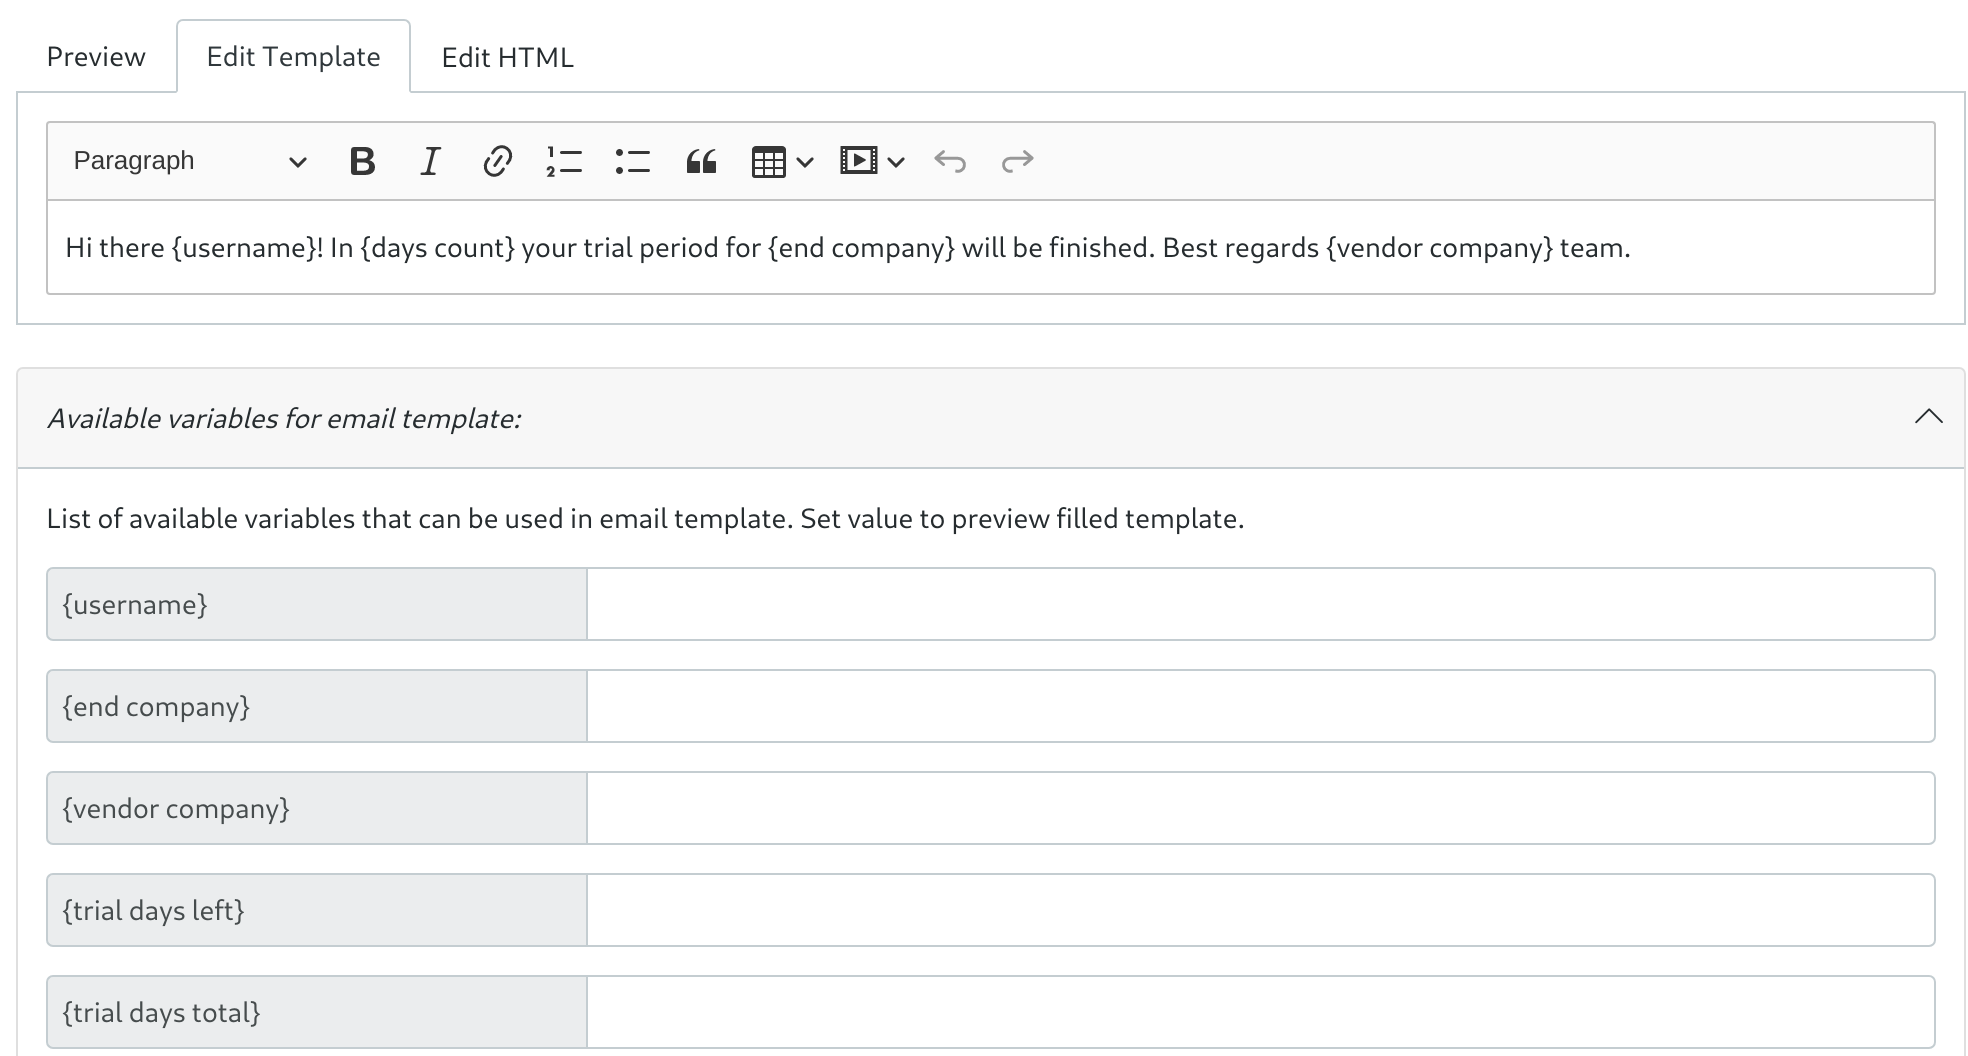 Preview Edit Template Edit HTML
Paragraph
Hi there {username}! In {days count} your trial period for {end company} will be finished. Best regards {vendor company} team.
Available variables for email template:
List of available variables that can be used in email template. Set value to preview filled template.
{username}
{end company}
{vendor company}
{trial days left}
{trial days total}